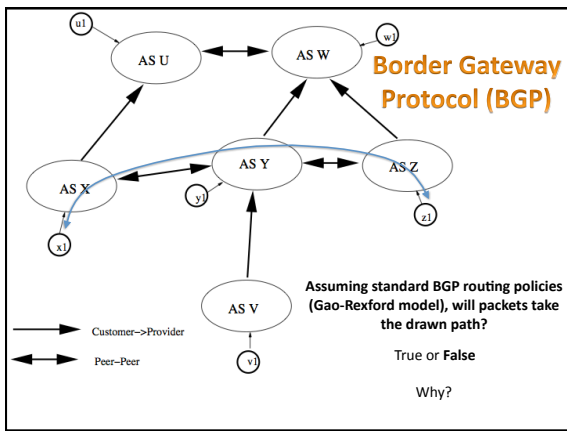 u1
w1
AS U
AS W
Border Gateway
Protocol (BGP)
AS X
AS Y
AS Z
x1
y1
z1
AS V
v1
Customer->Provider
Peer-Peer
Assuming standard BGP routing policies
(Gao-Rexford model), will packets take
the drawn path?
True or False
Why?